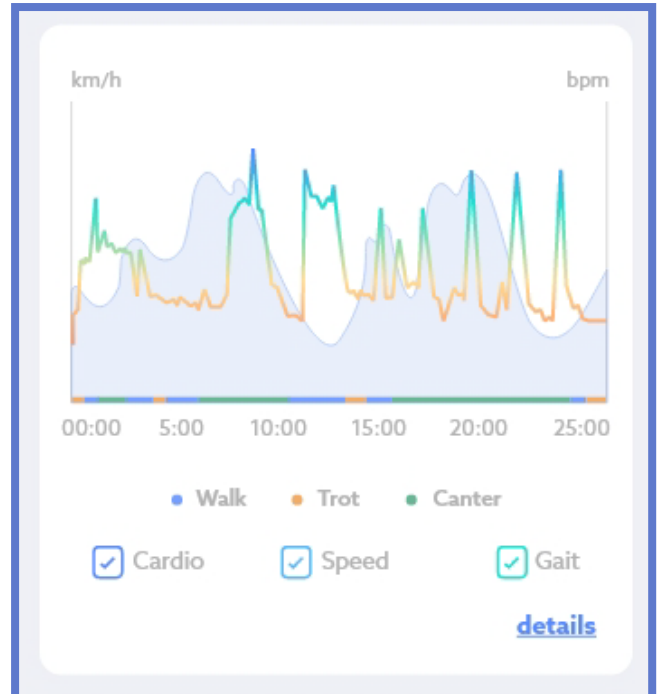 km/h bpm
00:00 5:00 10:00 15:00 20:00 25:00
Walk Trot Canter
Cardio Speed Gait
details